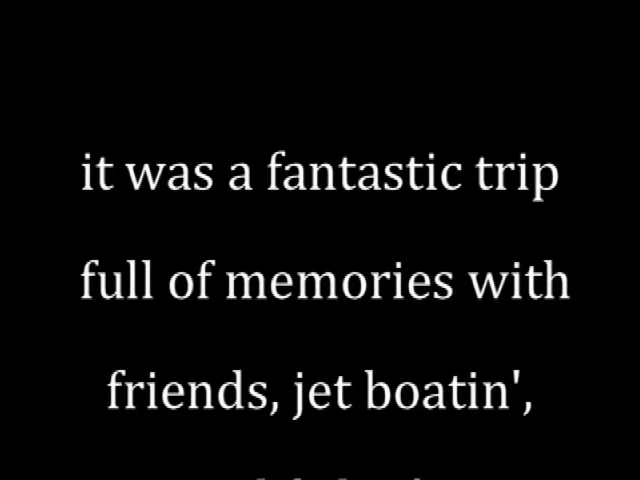 it was a fantastic trip
full of memories with
friends, jet boatin',